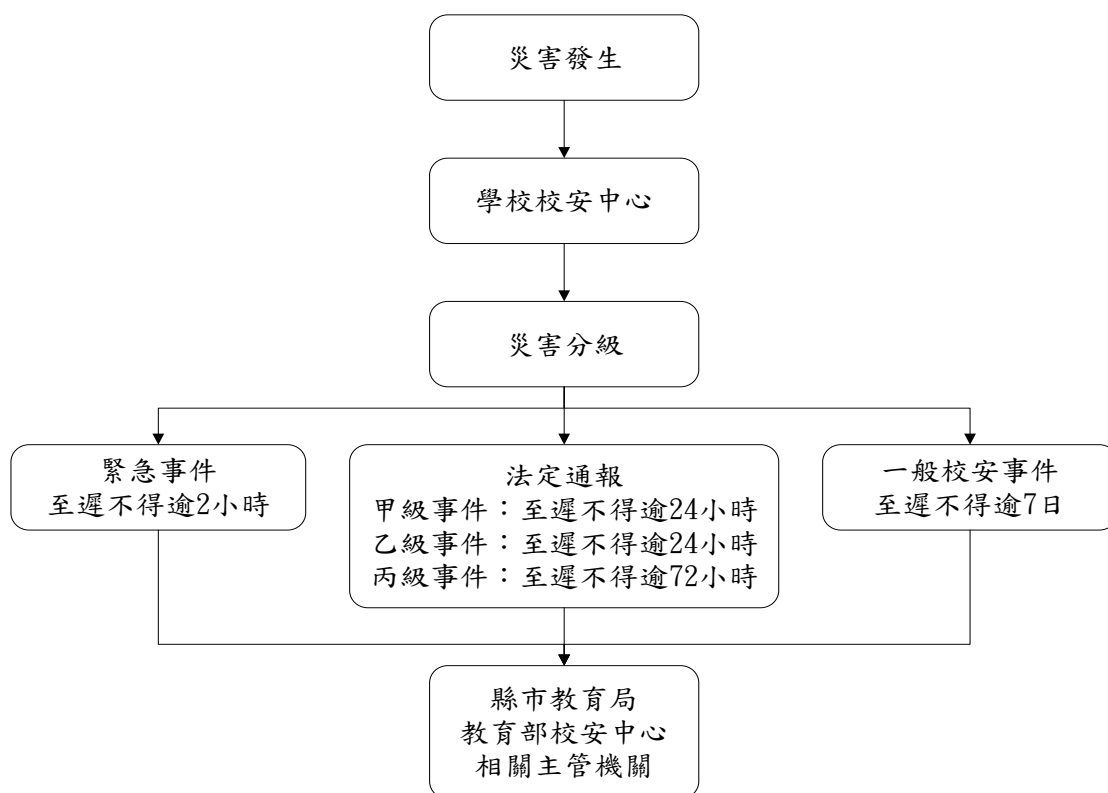 災害發生
學校校安中心
災害分級
緊急事件
至遲不得逾2小時
法定通報
甲級事件：至遲不得逾24小時
乙級事件：至遲不得逾24小時
丙級事件：至遲不得逾72小時
一般校安事件
至遲不得逾7日
縣市教育局
教育部校安中心
相關主管機關